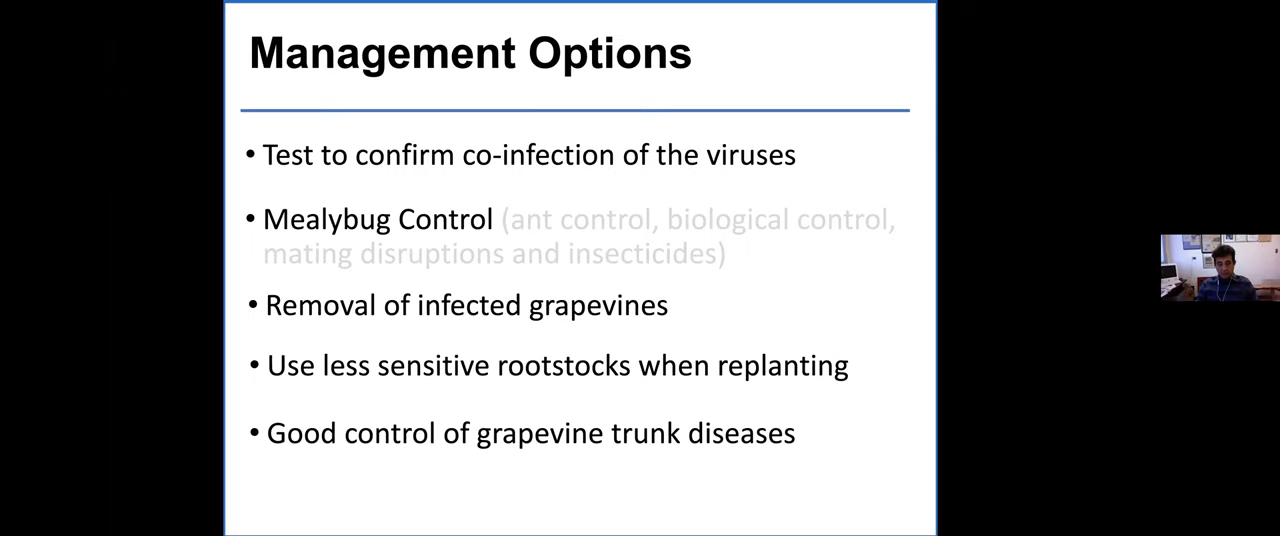 Management Options
• Test to confirm co-infection of the viruses
• Mealybug Control (ant control, biological control,
mating disruptions and insecticides)
• Removal of infected grapevines
• Use less sensitive rootstocks when replanting
• Good control of grapevine trunk diseases